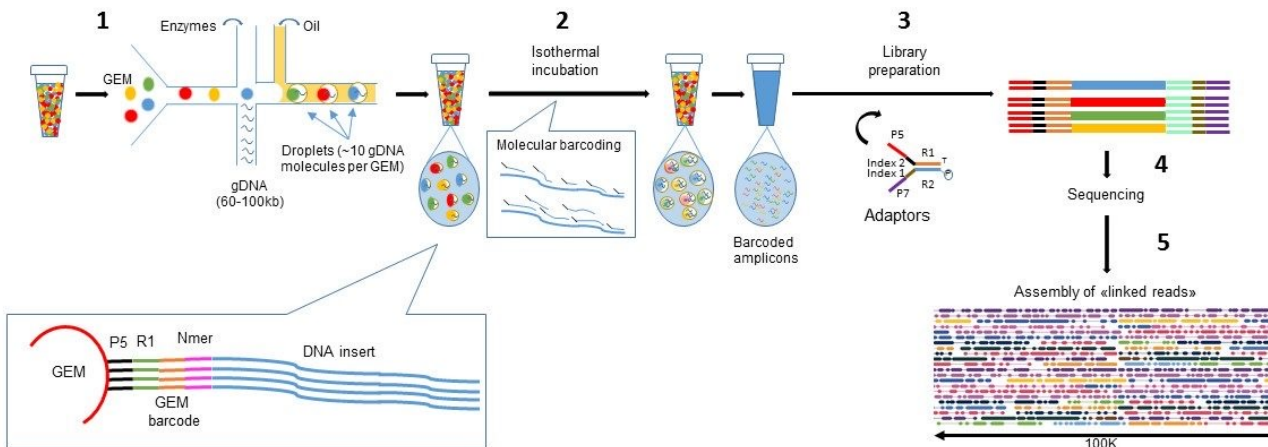 1
Enzymes
Oil
GEM
gDNA
(60-100kb)
Droplets (~10 gDNA
molecules per GEM)
2
Isothermal
incubation
Molecular barcoding
Barcoded
amplicons
3
Library
preparation
P5
R1
T
Index 2
Index 1
P
R2
P7
Adaptors
4
Sequencing
5
Assembly of «linked reads»
100K
GEM
P5 R1 Nmer
DNA insert
GEM
barcode